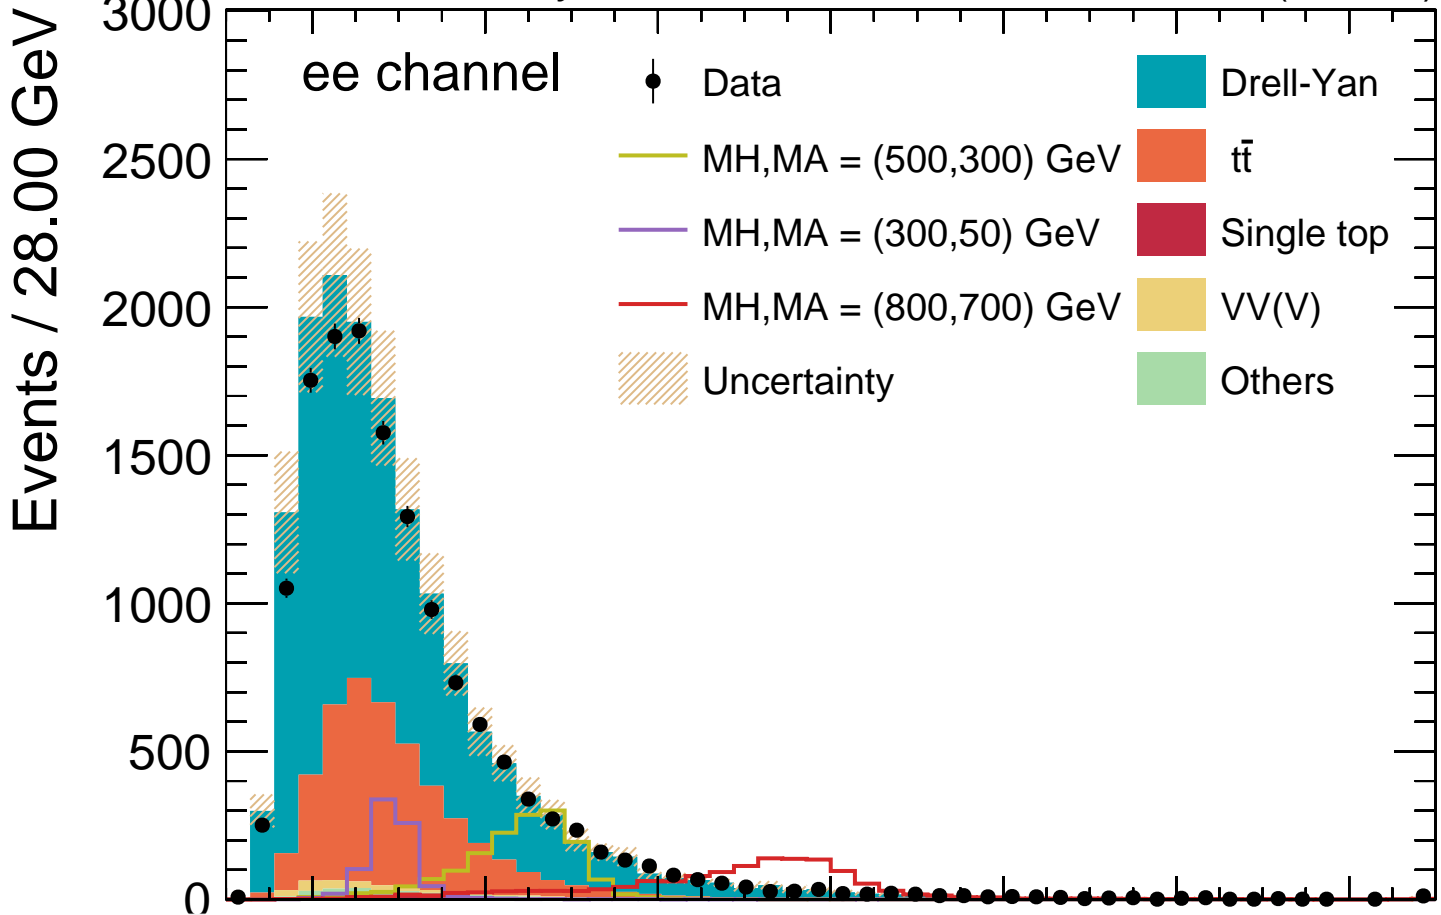 3000
2500
2000
1500
1000
500
0
Events / 28.00 GeV
ee channel
Data
MH,MA = (500,300) GeV
MH,MA = (300,50) GeV
MH,MA = (800,700) GeV
Uncertainty
Drell-Yan
tt̄
Single top
VV(V)
Others